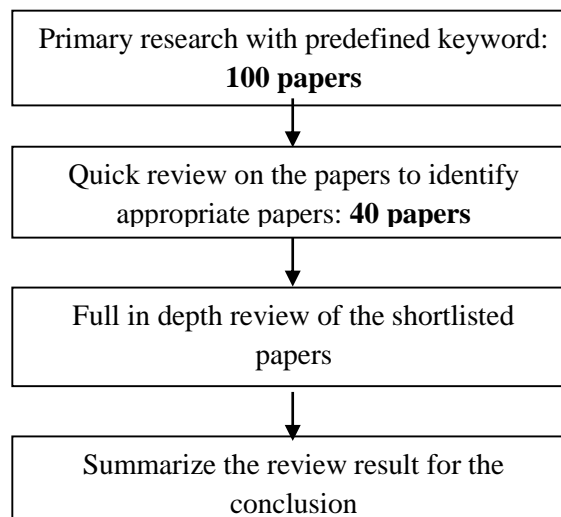 Primary research with predefined keyword:
100 papers
Quick review on the papers to identify
appropriate papers: 40 papers
Full in depth review of the shortlisted
papers
Summarize the review result for the
conclusion